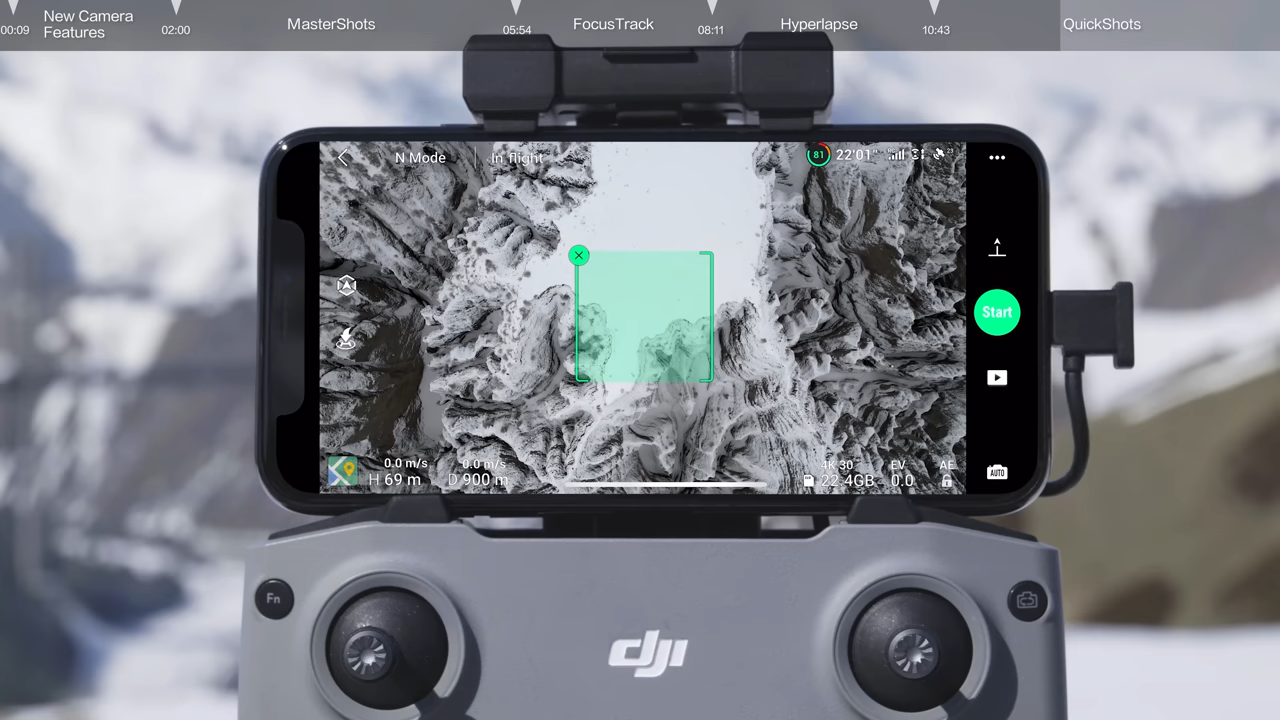 New Camera
Features
MasterShots
FocusTrack
Hyperlapse
QuickShots
00:09
02:00
05:54
08:11
10:43
N Mode
In flight
81
22'01"
Start
0.0 m/s
0.0 m/s
H 69 m
D 900 m
4K 30
EV
AE
22.4GB
0.0
AUTO
Fn
dji